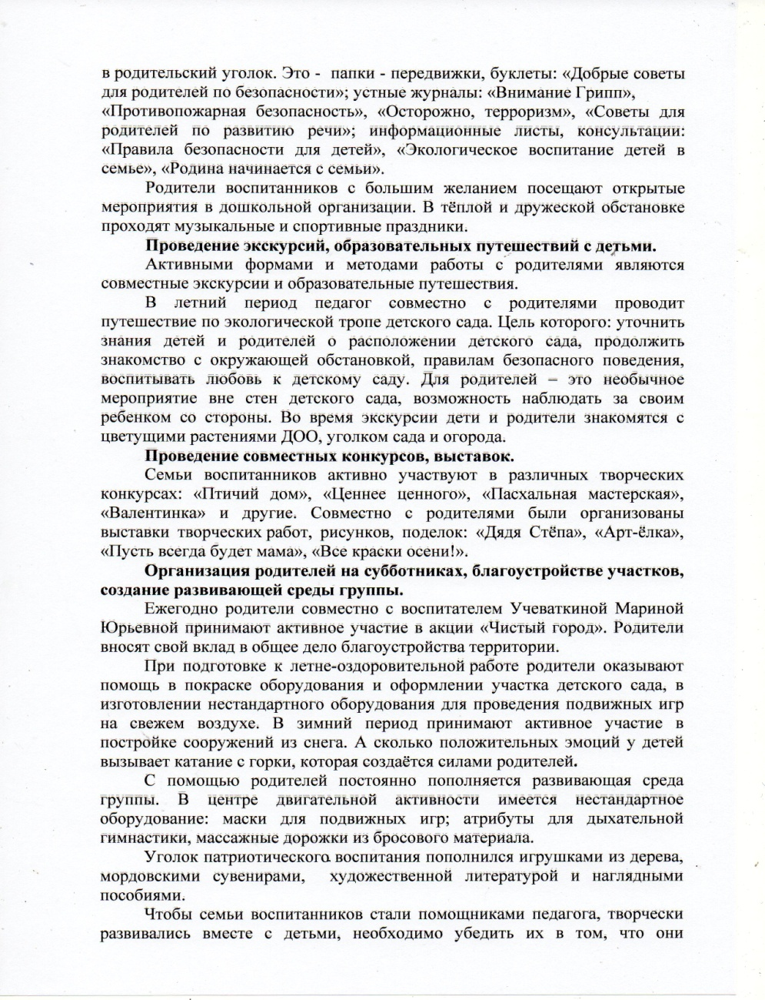 в родительский уголок. Это - папки - передвижки, буклеты: «Добрые советы
для родителей по безопасности»; устные журналы: «Внимание Грипп»,
«Противопожарная безопасность», «Осторожно, терроризм», «Советы для
родителей по развитию речи»; информационные листы, консультации:
«Правила безопасности для детей», «Экологическое воспитание детей в
семье», «Родина начинается с семьи».
Родители воспитанников с большим желанием посещают открытые
мероприятия в дошкольной организации. В тёплой и дружеской обстановке
проходят музыкальные и спортивные праздники.
Проведение экскурсий, образовательных путешествий с детьми.
Активными формами и методами работы с родителями являются
совместные экскурсии и образовательные путешествия.
В летний период педагог совместно с родителями проводит
путешествие по экологической тропе детского сада. Цель которого: уточнить
знания детей и родителей о расположении детского сада, продолжить
знакомство с окружающей обстановкой, правилам безопасного поведения,
воспитывать любовь к детскому саду. Для родителей – это необычное
мероприятие вне стен детского сада, возможность наблюдать за своим
ребенком со стороны. Во время экскурсии дети и родители знакомятся с
цветущими растениями ДОО, уголком сада и огорода.
Проведение совместных конкурсов, выставок.
Семьи воспитанников активно участвуют в различных творческих
конкурсах: «Птичий дом», «Ценнее ценного», «Пасхальная мастерская»,
«Валентинка» и другие. Совместно с родителями были организованы
выставки творческих работ, рисунков, поделок: «Дядя Стёпа», «Арт-ёлка»,
«Пусть всегда будет мама», «Все краски осени!».
Организация родителей на субботниках, благоустройстве участков,
создание развивающей среды группы.
Ежегодно родители совместно с воспитателем Учеваткиной Мариной
Юрьевной принимают активное участие в акции «Чистый город». Родители
вносят свой вклад в общее дело благоустройства территории.
При подготовке к летне-оздоровительной работе родители оказывают
помощь в покраске оборудования и оформлении участка детского сада, в
изготовлении нестандартного оборудования для проведения подвижных игр
на свежем воздухе. В зимний период принимают активное участие в
постройке сооружений из снега. А сколько положительных эмоций у детей
вызывает катание с горки, которая создаётся силами родителей.
С помощью родителей постоянно пополняется развивающая среда
группы. В центре двигательной активности имеется нестандартное
оборудование: маски для подвижных игр; атрибуты для дыхательной
гимнастики, массажные дорожки из бросового материала.
Уголок патриотического воспитания пополнился игрушками из дерева,
мордовскими сувенирами, художественной литературой и наглядными
пособиями.
Чтобы семьи воспитанников стали помощниками педагога, творчески
развивались вместе с детьми, необходимо убедить их в том, что они